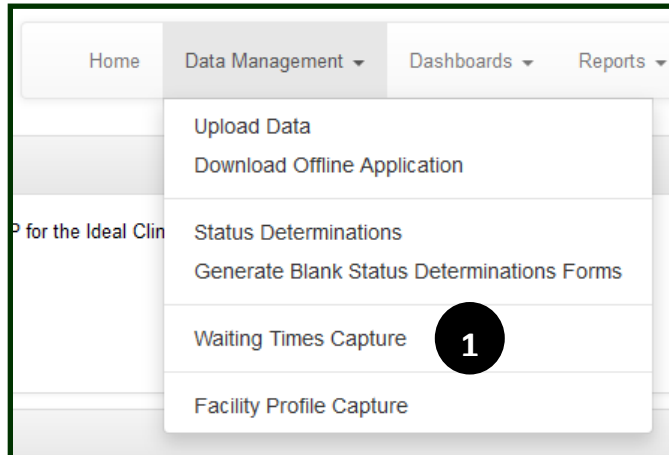 Home Data Management Dashboards Reports
Upload Data
Download Offline Application
P for the Ideal Clin
Status Determinations
Generate Blank Status Determinations Forms
Waiting Times Capture 1
Facility Profile Capture